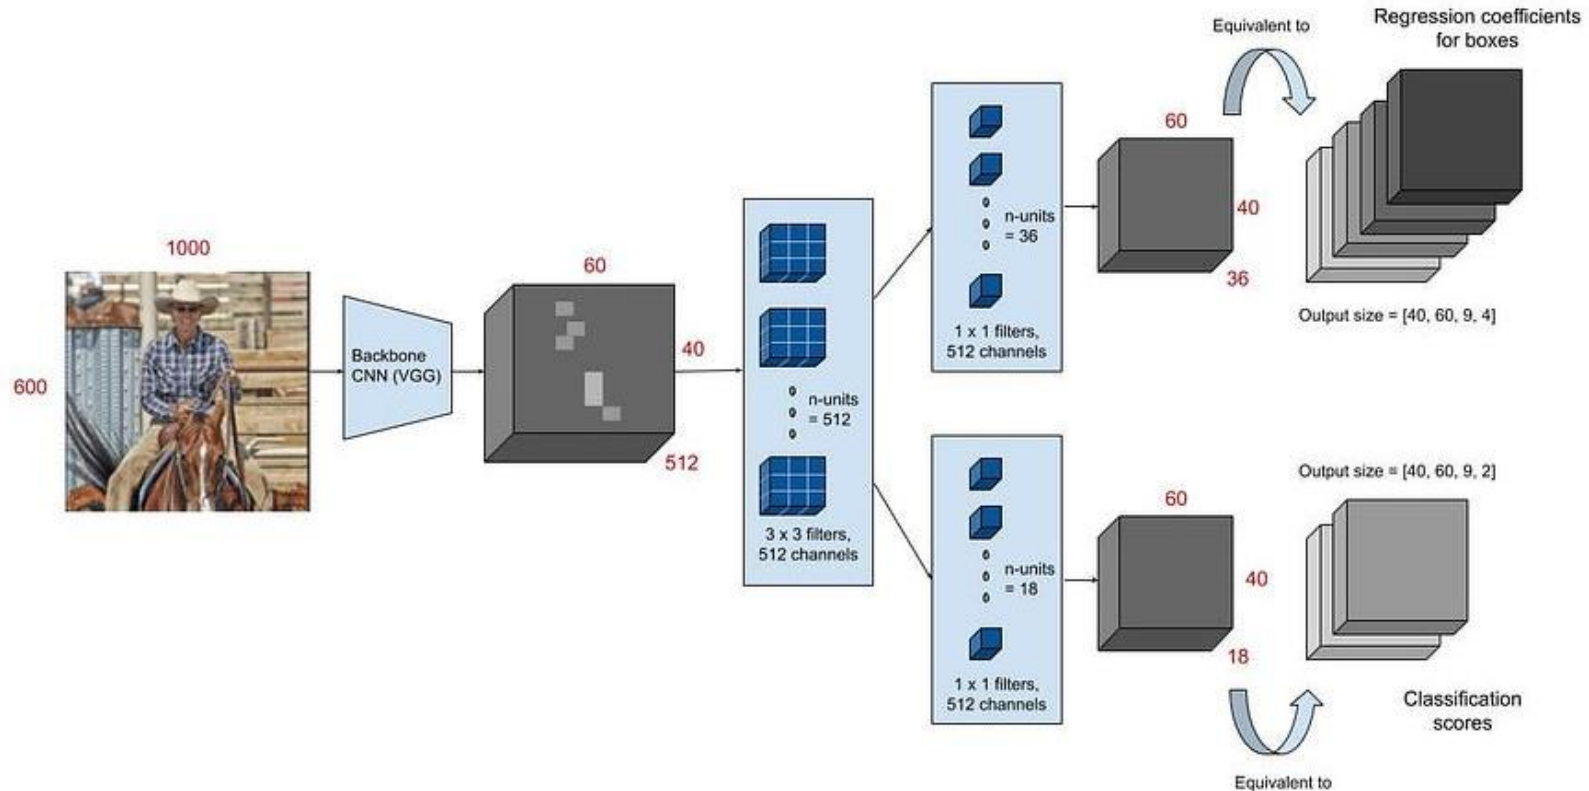 1000
600
Backbone
CNN (VGG)
60
40
512
n-units
= 512
3 x 3 filters,
512 channels
n-units
= 36
1 x 1 filters,
512 channels
60
40
36
Equivalent to
Regression coefficients
for boxes
Output size = [40, 60, 9, 4]
n-units
= 18
1 x 1 filters,
512 channels
60
40
18
Output size = [40, 60, 9, 2]
Classification
scores
Equivalent to